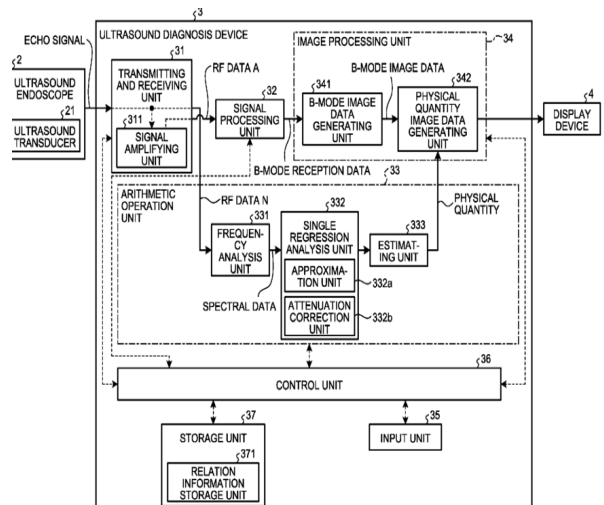 3
ECHO SIGNAL
ULTRASOUND DIAGNOSIS DEVICE
2
ULTRASOUND
ENDOSCOPE
21
ULTRASOUND
TRANSDUCER
31
TRANSMITTING
AND RECEIVING
UNIT
311
SIGNAL
AMPLIFYING
UNIT
RF DATA A
32
SIGNAL
PROCESSING
UNIT
IMAGE PROCESSING UNIT
34
B-MODE IMAGE DATA
341
B-MODE IMAGE
DATA
GENERATING
UNIT
342
PHYSICAL
QUANTITY
IMAGE DATA
GENERATING
UNIT
4
DISPLAY
DEVICE
B-MODE RECEPTION DATA
33
ARITHMETIC
OPERATION
UNIT
RF DATA N
PHYSICAL
QUANTITY
331
FREQUENCY
ANALYSIS
UNIT
SPECTRAL DATA
332
SINGLE
REGRESSION
ANALYSIS UNIT
APPROXIMA-
TION UNIT
332a
ATTENUATION
CORRECTION
UNIT
332b
333
ESTIMAT-
ING UNIT
36
CONTROL UNIT
37
STORAGE UNIT
371
RELATION
INFORMATION
STORAGE UNIT
35
INPUT UNIT